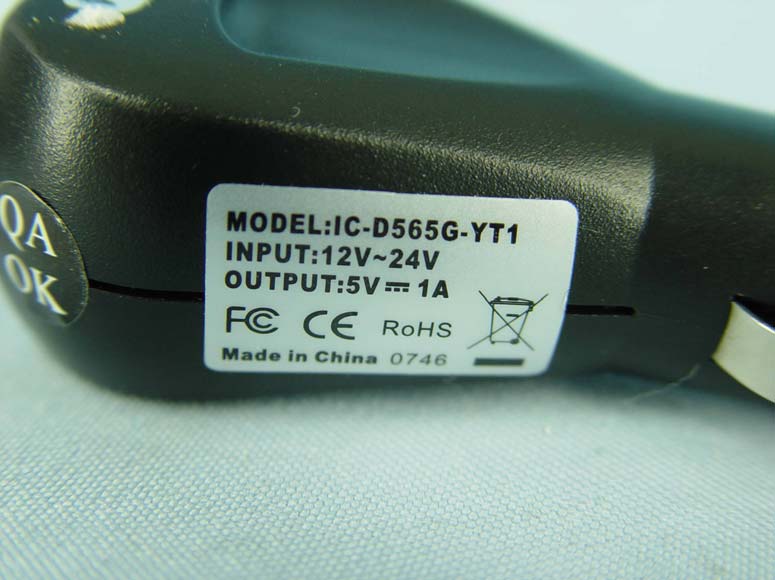 QA
OK
MODEL:IC-D565G-YT1
INPUT:12V~24V
OUTPUT:5V⎓1A
FC CE RoHS
Made in China 0746